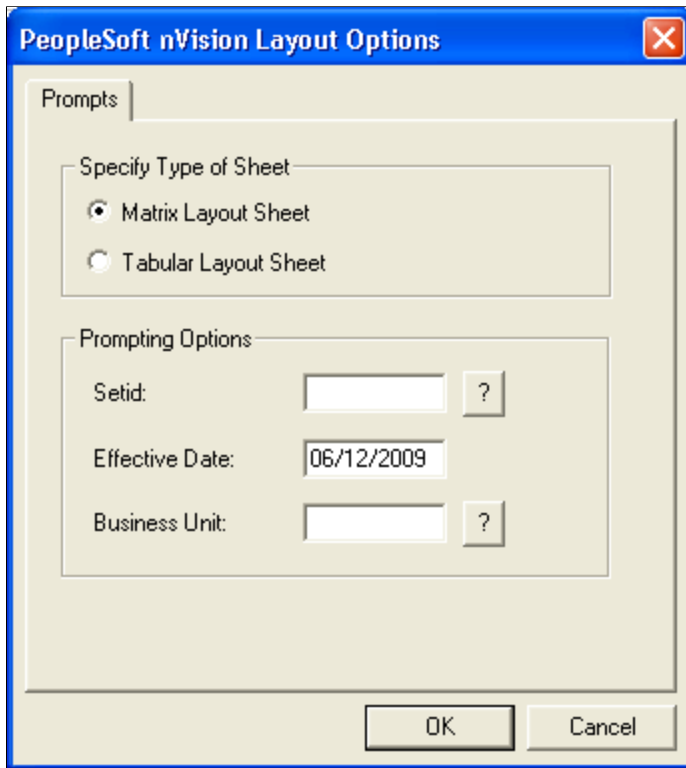 PeopleSoft nVision Layout Options
Prompts
Specify Type of Sheet
Matrix Layout Sheet
Tabular Layout Sheet
Prompting Options
Setid: ?
Effective Date: 06/12/2009
Business Unit: ?
OK Cancel